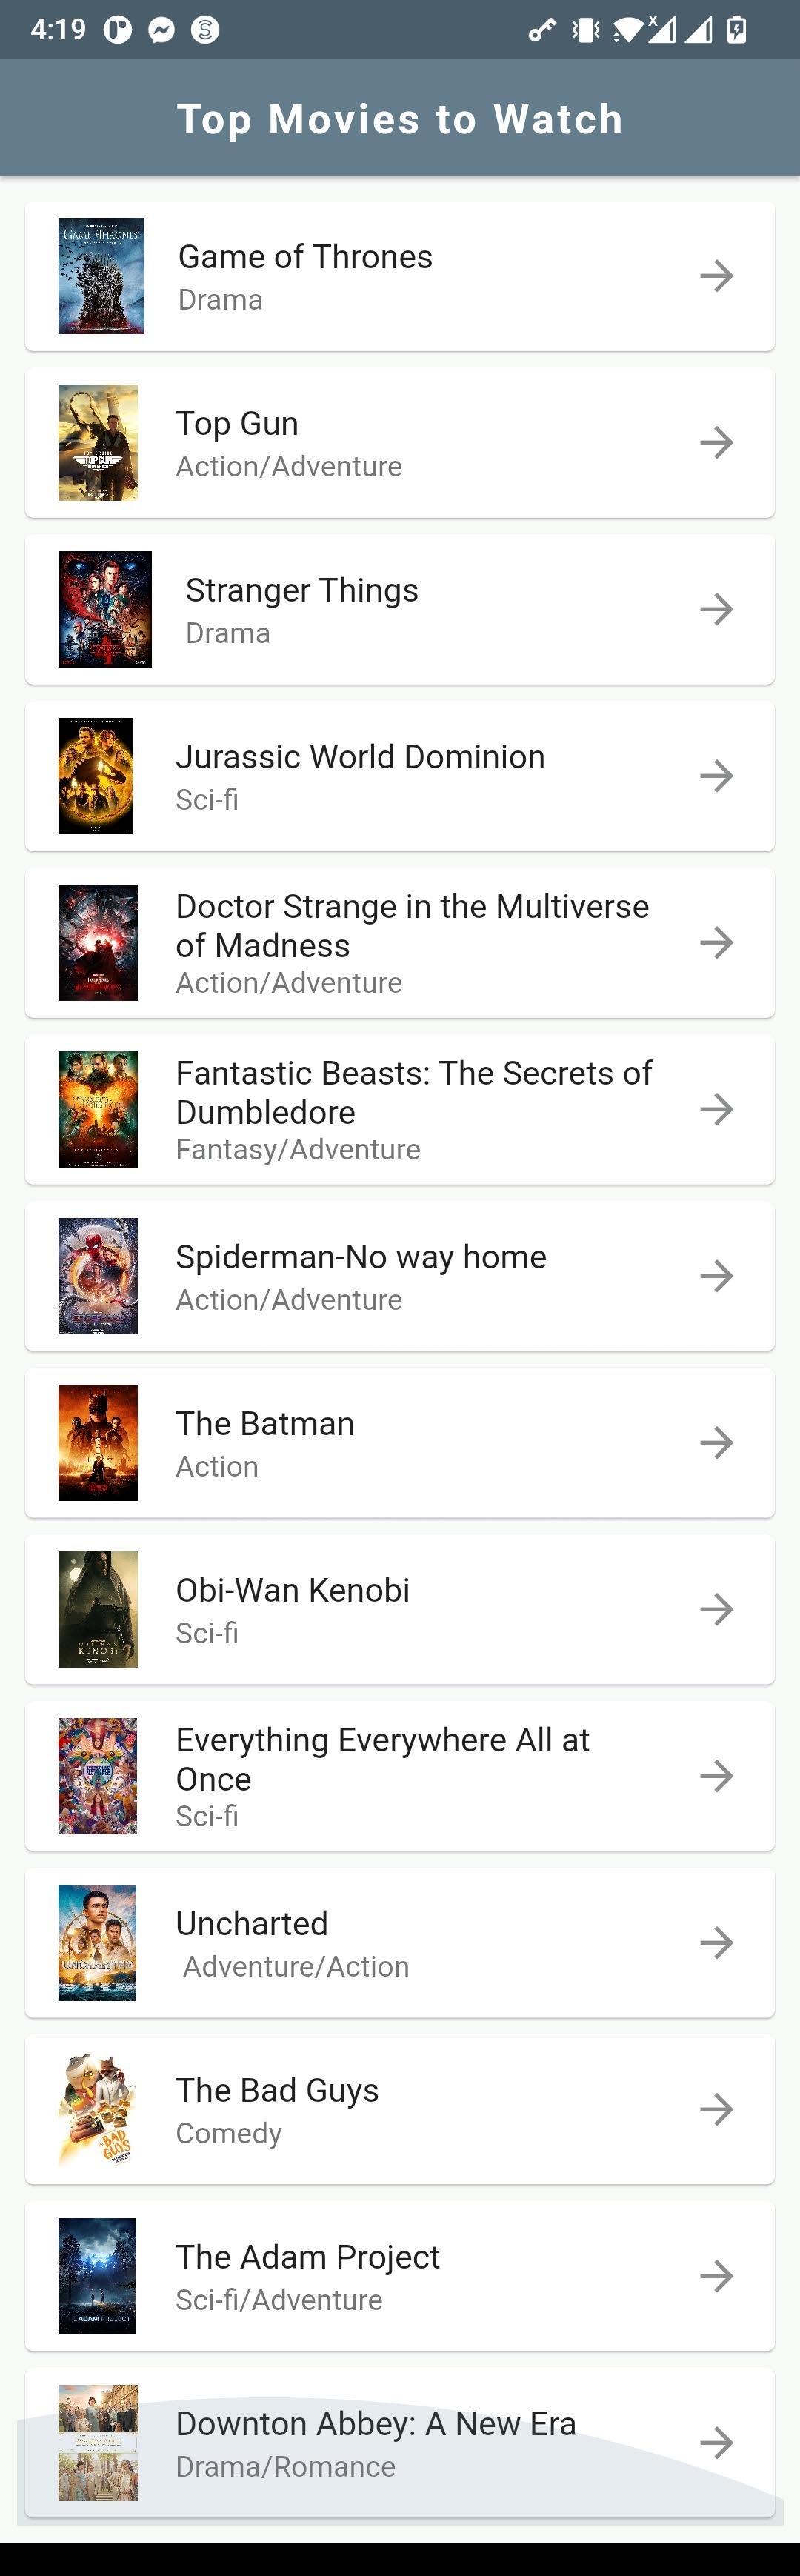 4:19
Top Movies to Watch
GAME OF THRONES
Game of Thrones
Drama
TOP GUN
Top Gun
Action/Adventure
Stranger Things
Drama
Jurassic World Dominion
Sci-fi
Doctor Strange in the Multiverse
of Madness
Action/Adventure
Fantastic Beasts: The Secrets of
Dumbledore
Fantasy/Adventure
Spiderman-No way home
Action/Adventure
The Batman
Action
OBI-WAN
KENOBI
Obi-Wan Kenobi
Sci-fi
Everything Everywhere All at
Once
Sci-fi
UNCHARTED
Uncharted
Adventure/Action
BAD
GUYS
The Bad Guys
Comedy
ADAM PROJECT
The Adam Project
Sci-fi/Adventure
Downton Abbey: A New Era
Drama/Romance